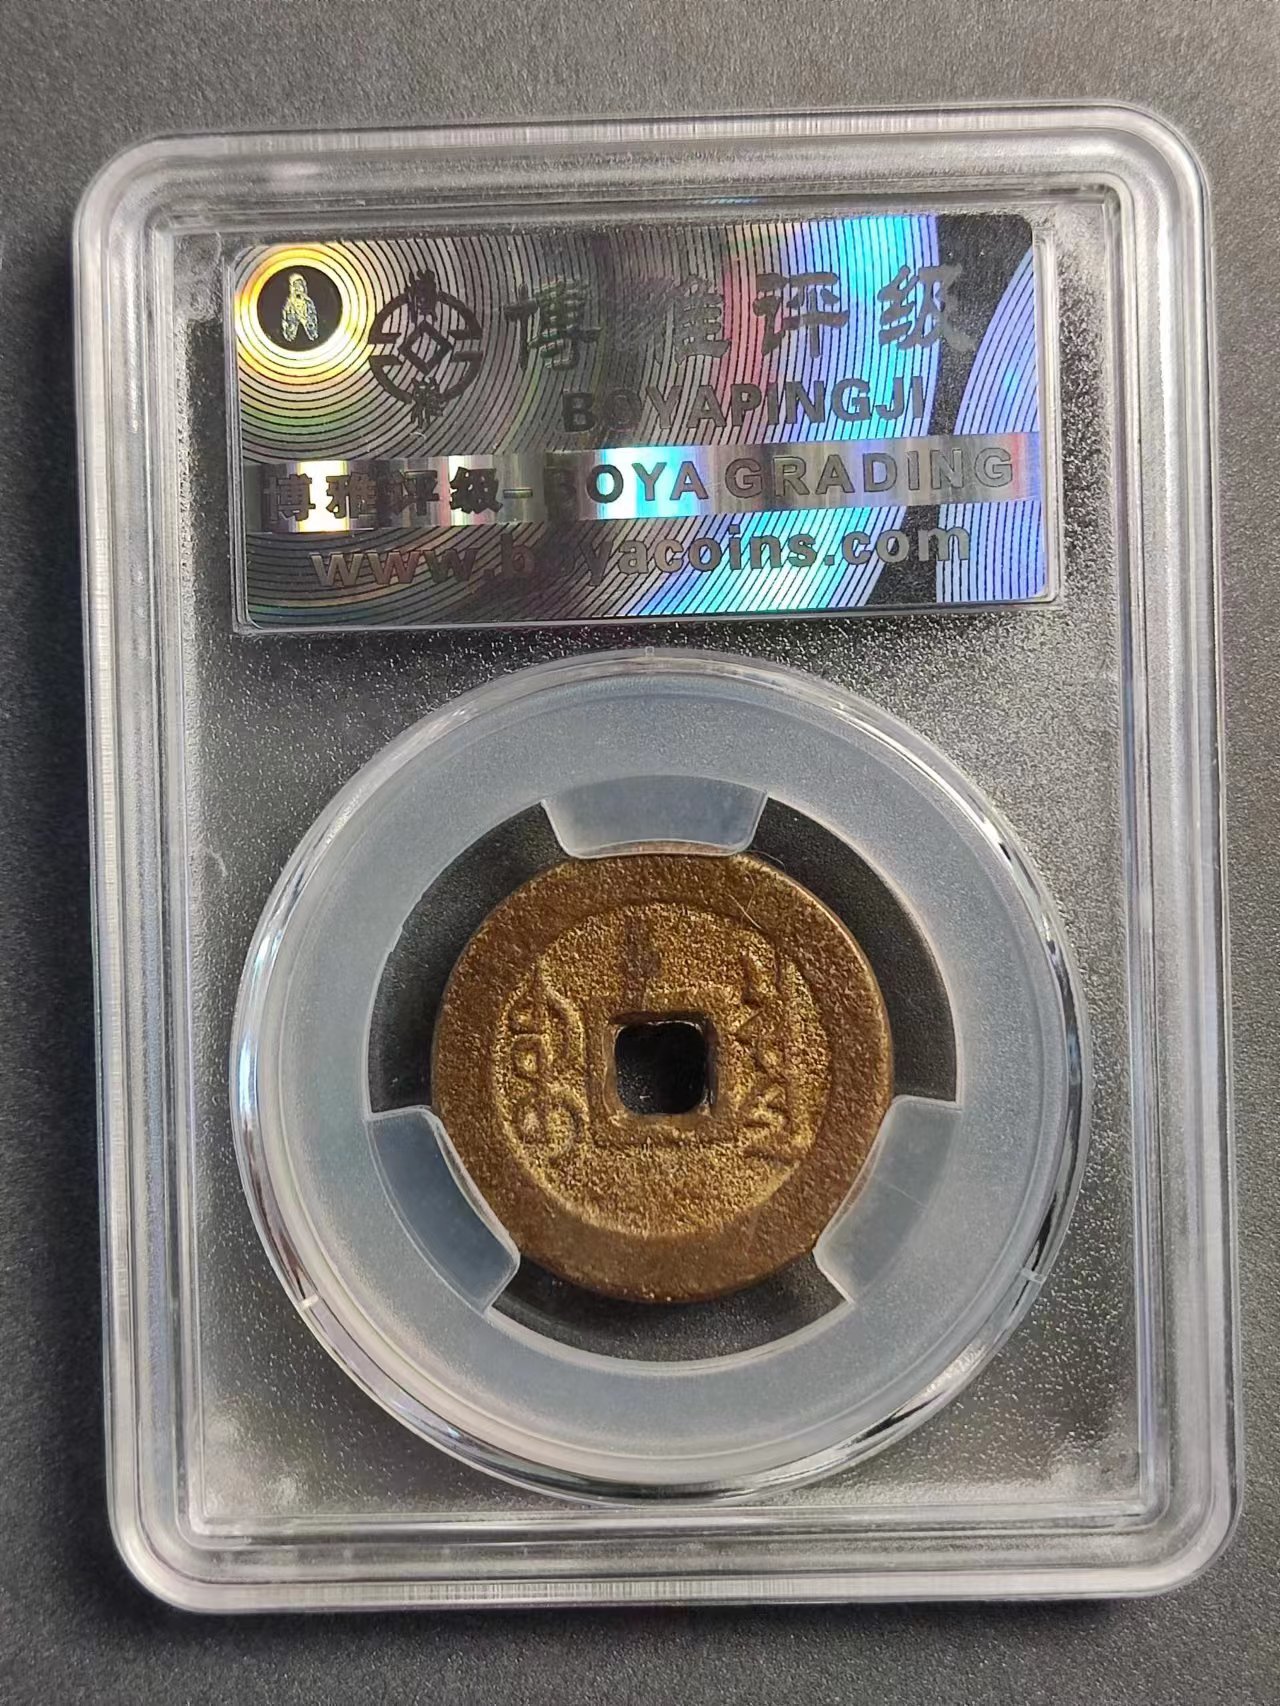 博雅评级
BOYAPINGJI
博雅评级-BOYA GRADING
www.boyacoins.com